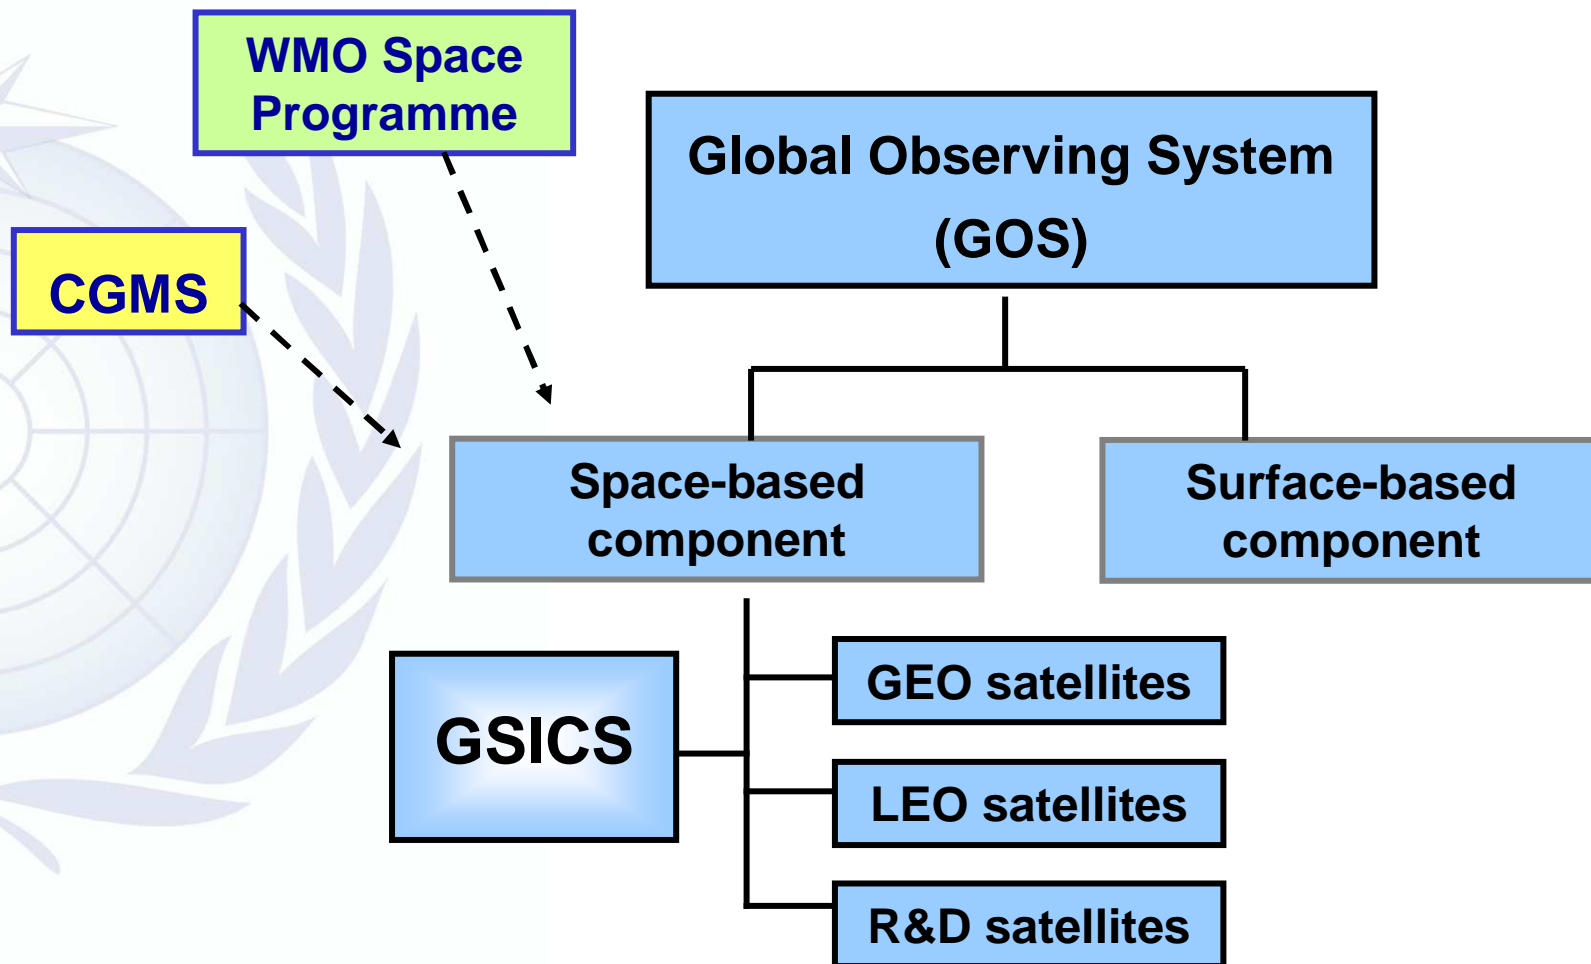 WMO Space
Programme
Global Observing System
(GOS)
CGMS
Space-based
component
Surface-based
component
GSICS
GEO satellites
LEO satellites
R&D satellites